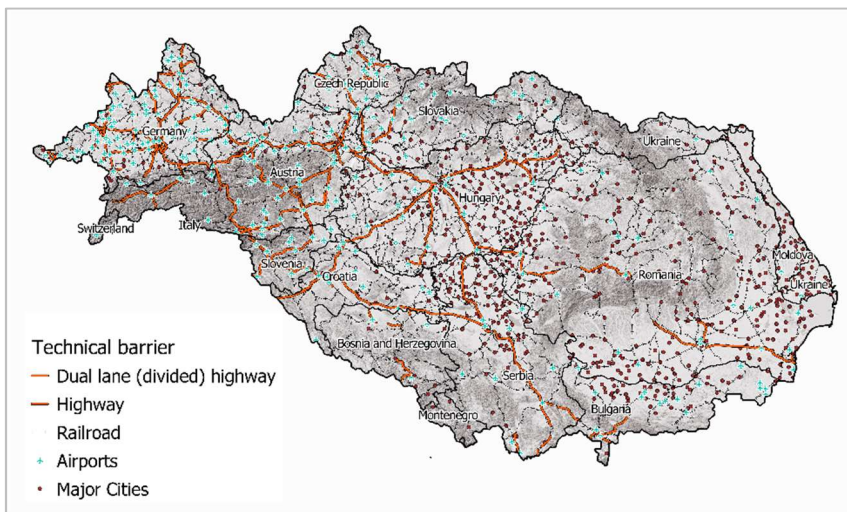 Czech Republic
Slovakia
Ukraine
Germany
Austria
Hungary
Switzerland
Italy
Slovenia
Croatia
Romania
Moldova
Ukraine
Bosnia and Herzegovina
Serbia
Montenegro
Bulgaria
Technical barrier
Dual lane (divided) highway
Highway
Railroad
Airports
Major Cities